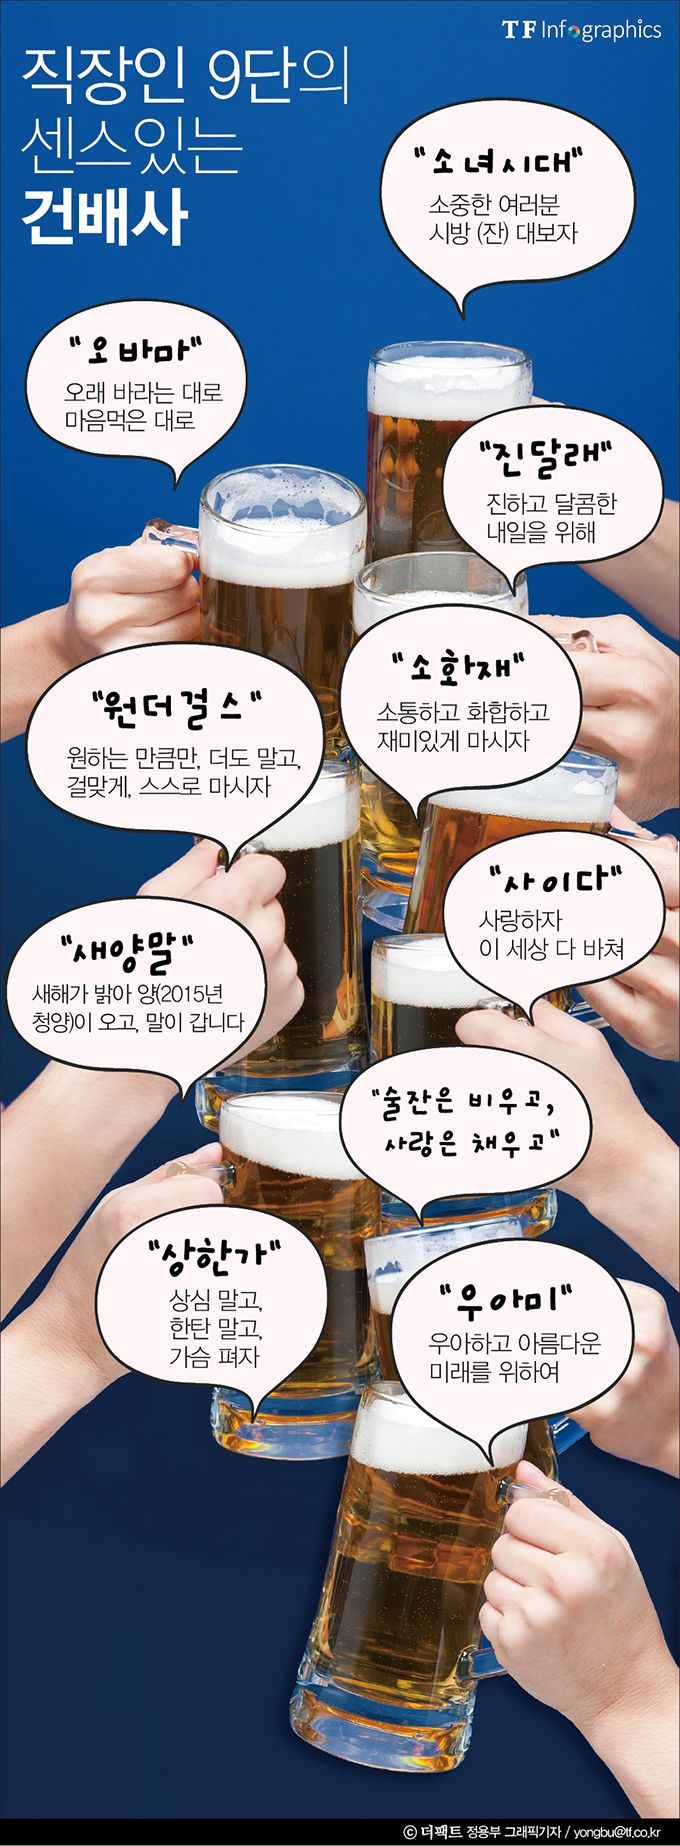 TF Infographics
직장인 9단의
센스있는
건배사
"소녀시대"
소중한 여러분
시방 (잔) 대보자
"오바마"
오래 바라는 대로
마음먹은 대로
"진달래"
진하고 달콤한
내일을 위해
"소화재"
소통하고 화합하고
재미있게 마시자
"원더걸스"
원하는 만큼만, 더도 말고,
걸맞게, 스스로 마시자
"사이다"
사랑하자
이 세상 다 바쳐
"새양말"
새해가 밝아 양(2015년
청양)이 오고, 말이 갑니다
"술잔은 비우고,
사랑은 채우고"
"상한가"
상심 말고,
한탄 말고,
가슴 펴자
"우아미"
우아하고 아름다운
미래를 위하여
ⓒ 더팩트 정용부 그래픽기자 / yongbu@tf.co.kr